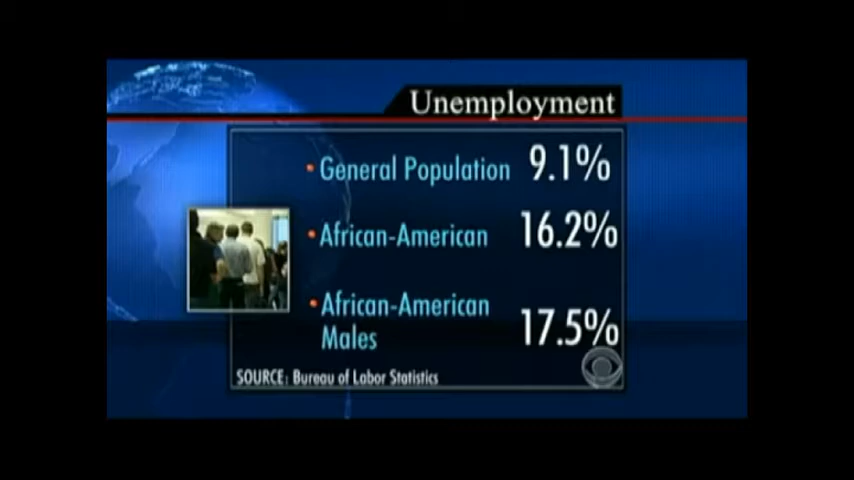 Unemployment
• General Population 9.1%
• African-American 16.2%
• African-American
Males 17.5%
SOURCE: Bureau of Labor Statistics